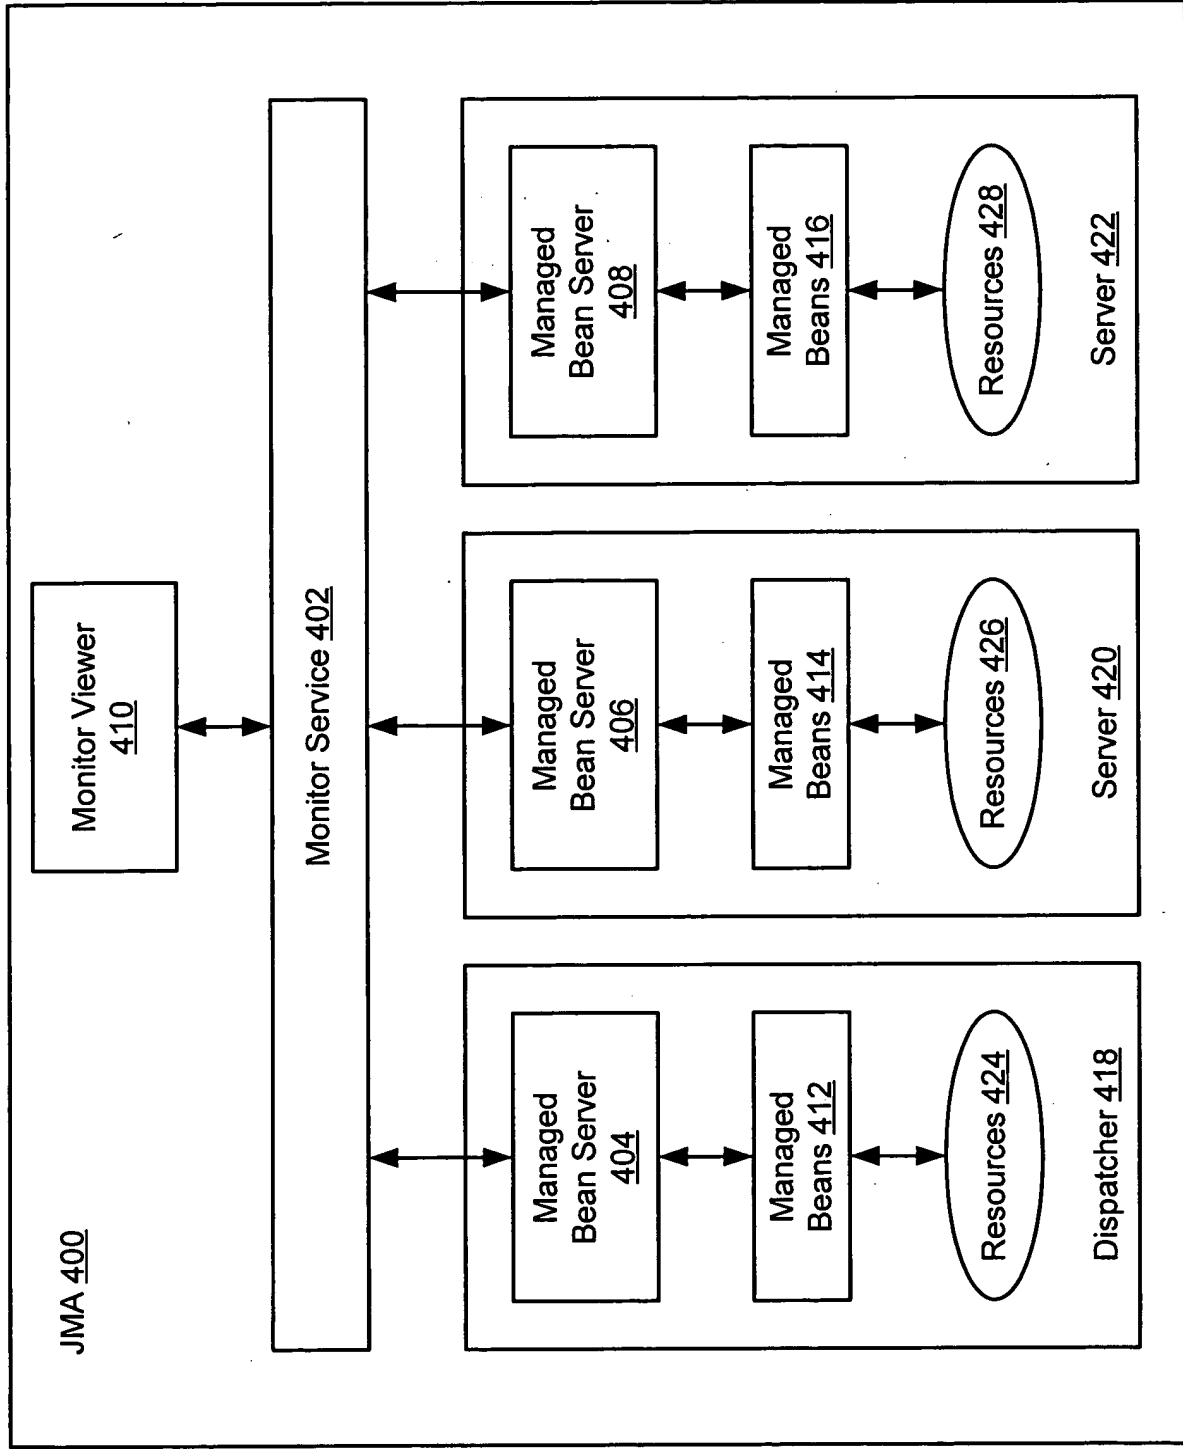 JMA 400
Monitor Viewer
410
Monitor Service 402
Managed
Bean Server
404
Managed
Beans 412
Resources 424
Dispatcher 418
Managed
Bean Server
406
Managed
Beans 414
Resources 426
Server 420
Managed
Bean Server
408
Managed
Beans 416
Resources 428
Server 422